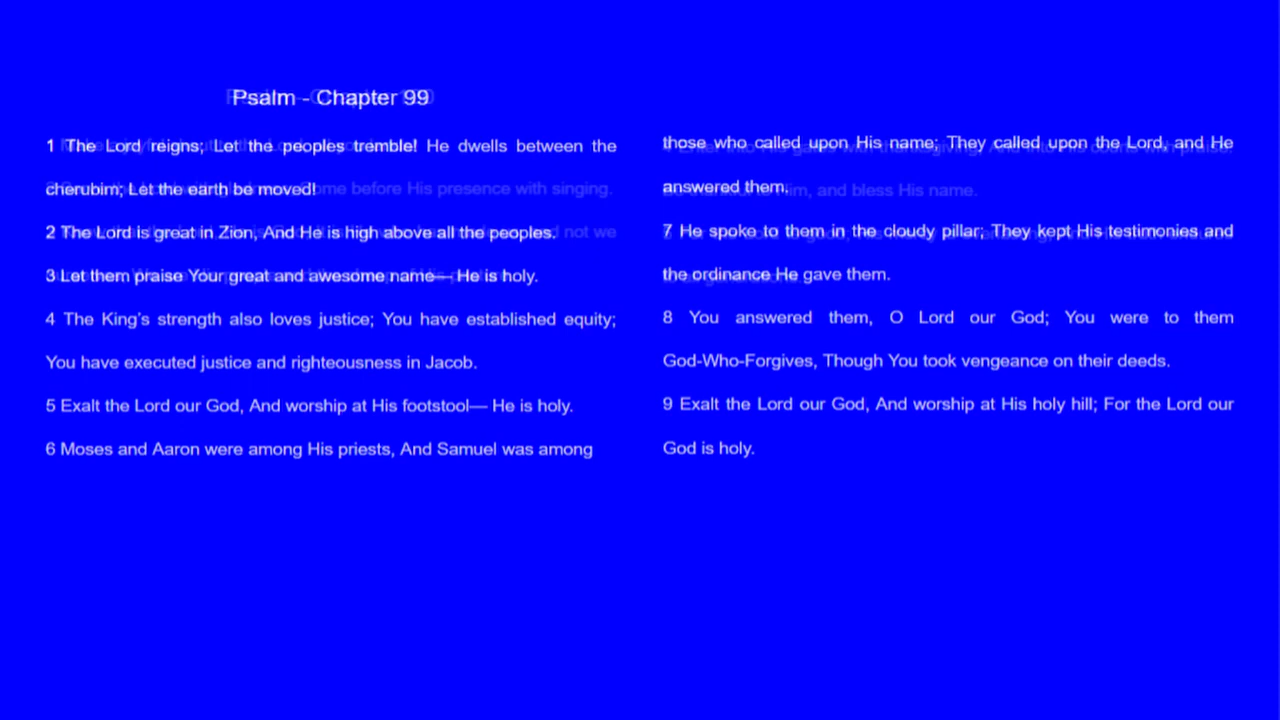 Psalm - Chapter 99
1 The Lord reigns; Let the peoples tremble! He dwells between the
cherubim; Let the earth be moved!
2 The Lord is great in Zion, And He is high above all the peoples.
3 Let them praise Your great and awesome name— He is holy.
4 The King’s strength also loves justice; You have established equity;
You have executed justice and righteousness in Jacob.
5 Exalt the Lord our God, And worship at His footstool— He is holy.
6 Moses and Aaron were among His priests, And Samuel was among
those who called upon His name; They called upon the Lord, and He
answered them.
7 He spoke to them in the cloudy pillar; They kept His testimonies and
the ordinance He gave them.
8 You answered them, O Lord our God; You were to them
God-Who-Forgives, Though You took vengeance on their deeds.
9 Exalt the Lord our God, And worship at His holy hill; For the Lord our
God is holy.